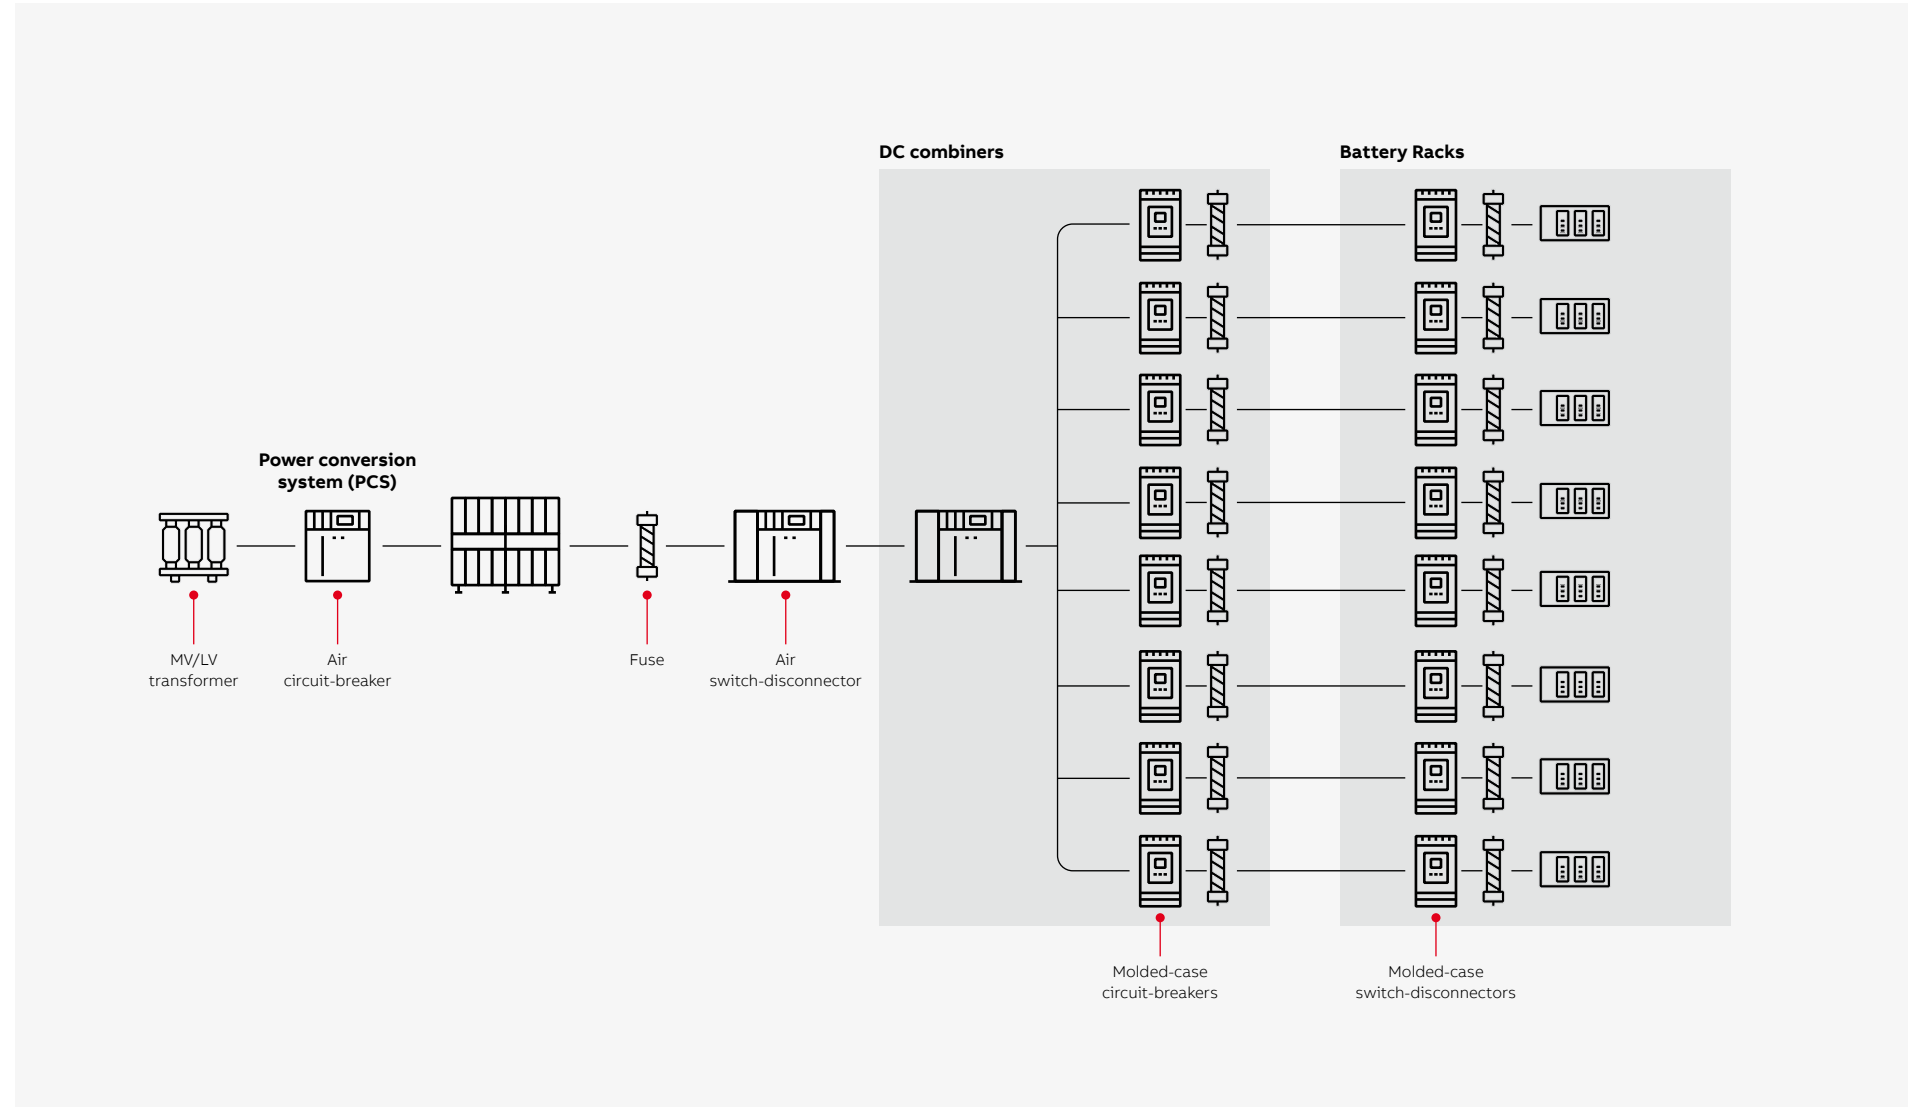 DC combiners
Battery Racks
Power conversion
system (PCS)
MV/LV
transformer
Air
circuit-breaker
Fuse
Air
switch-disconnector
Molded-case
circuit-breakers
Molded-case
switch-disconnectors